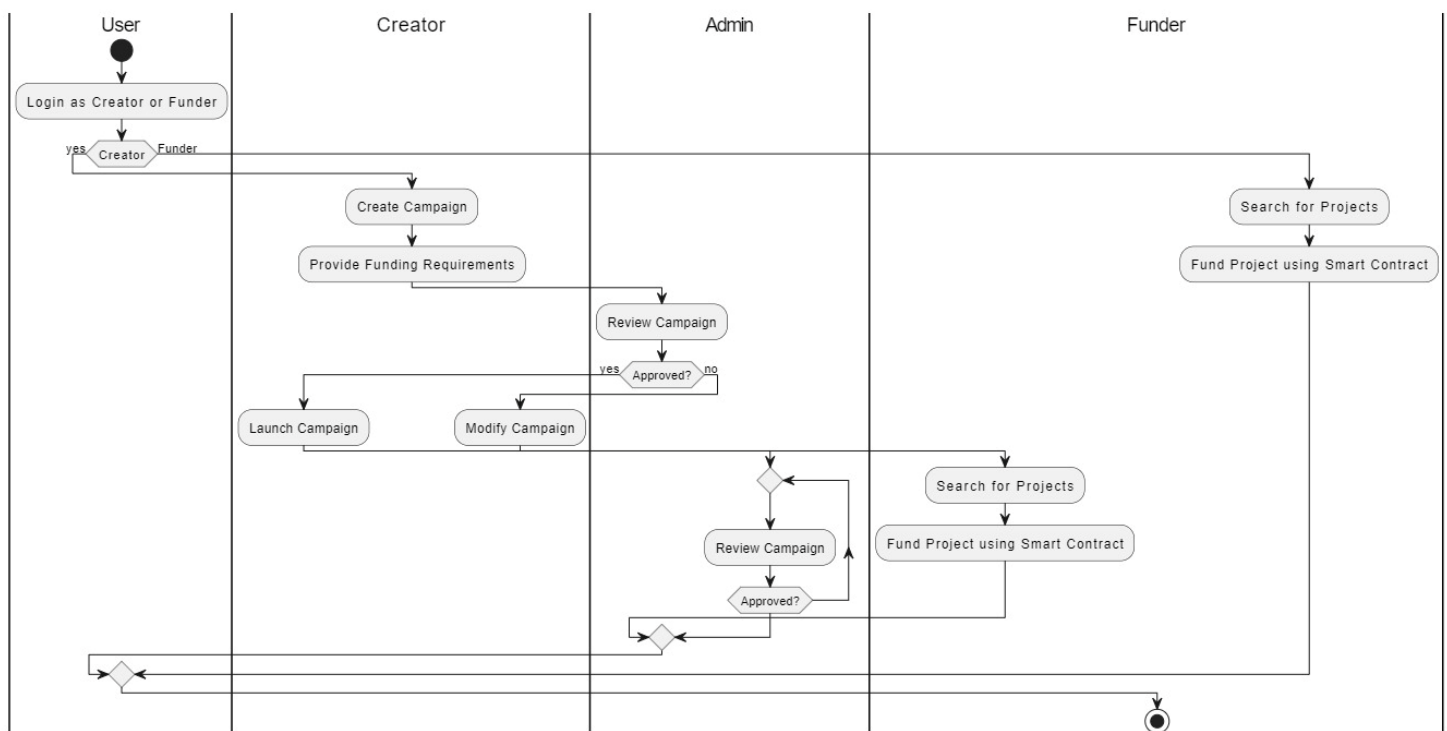 User
Creator
Admin
Funder
Login as Creator or Funder
yes
Creator
Funder
Create Campaign
Search for Projects
Provide Funding Requirements
Fund Project using Smart Contract
Review Campaign
yes
Approved?
no
Launch Campaign
Modify Campaign
Search for Projects
Review Campaign
Fund Project using Smart Contract
Approved?